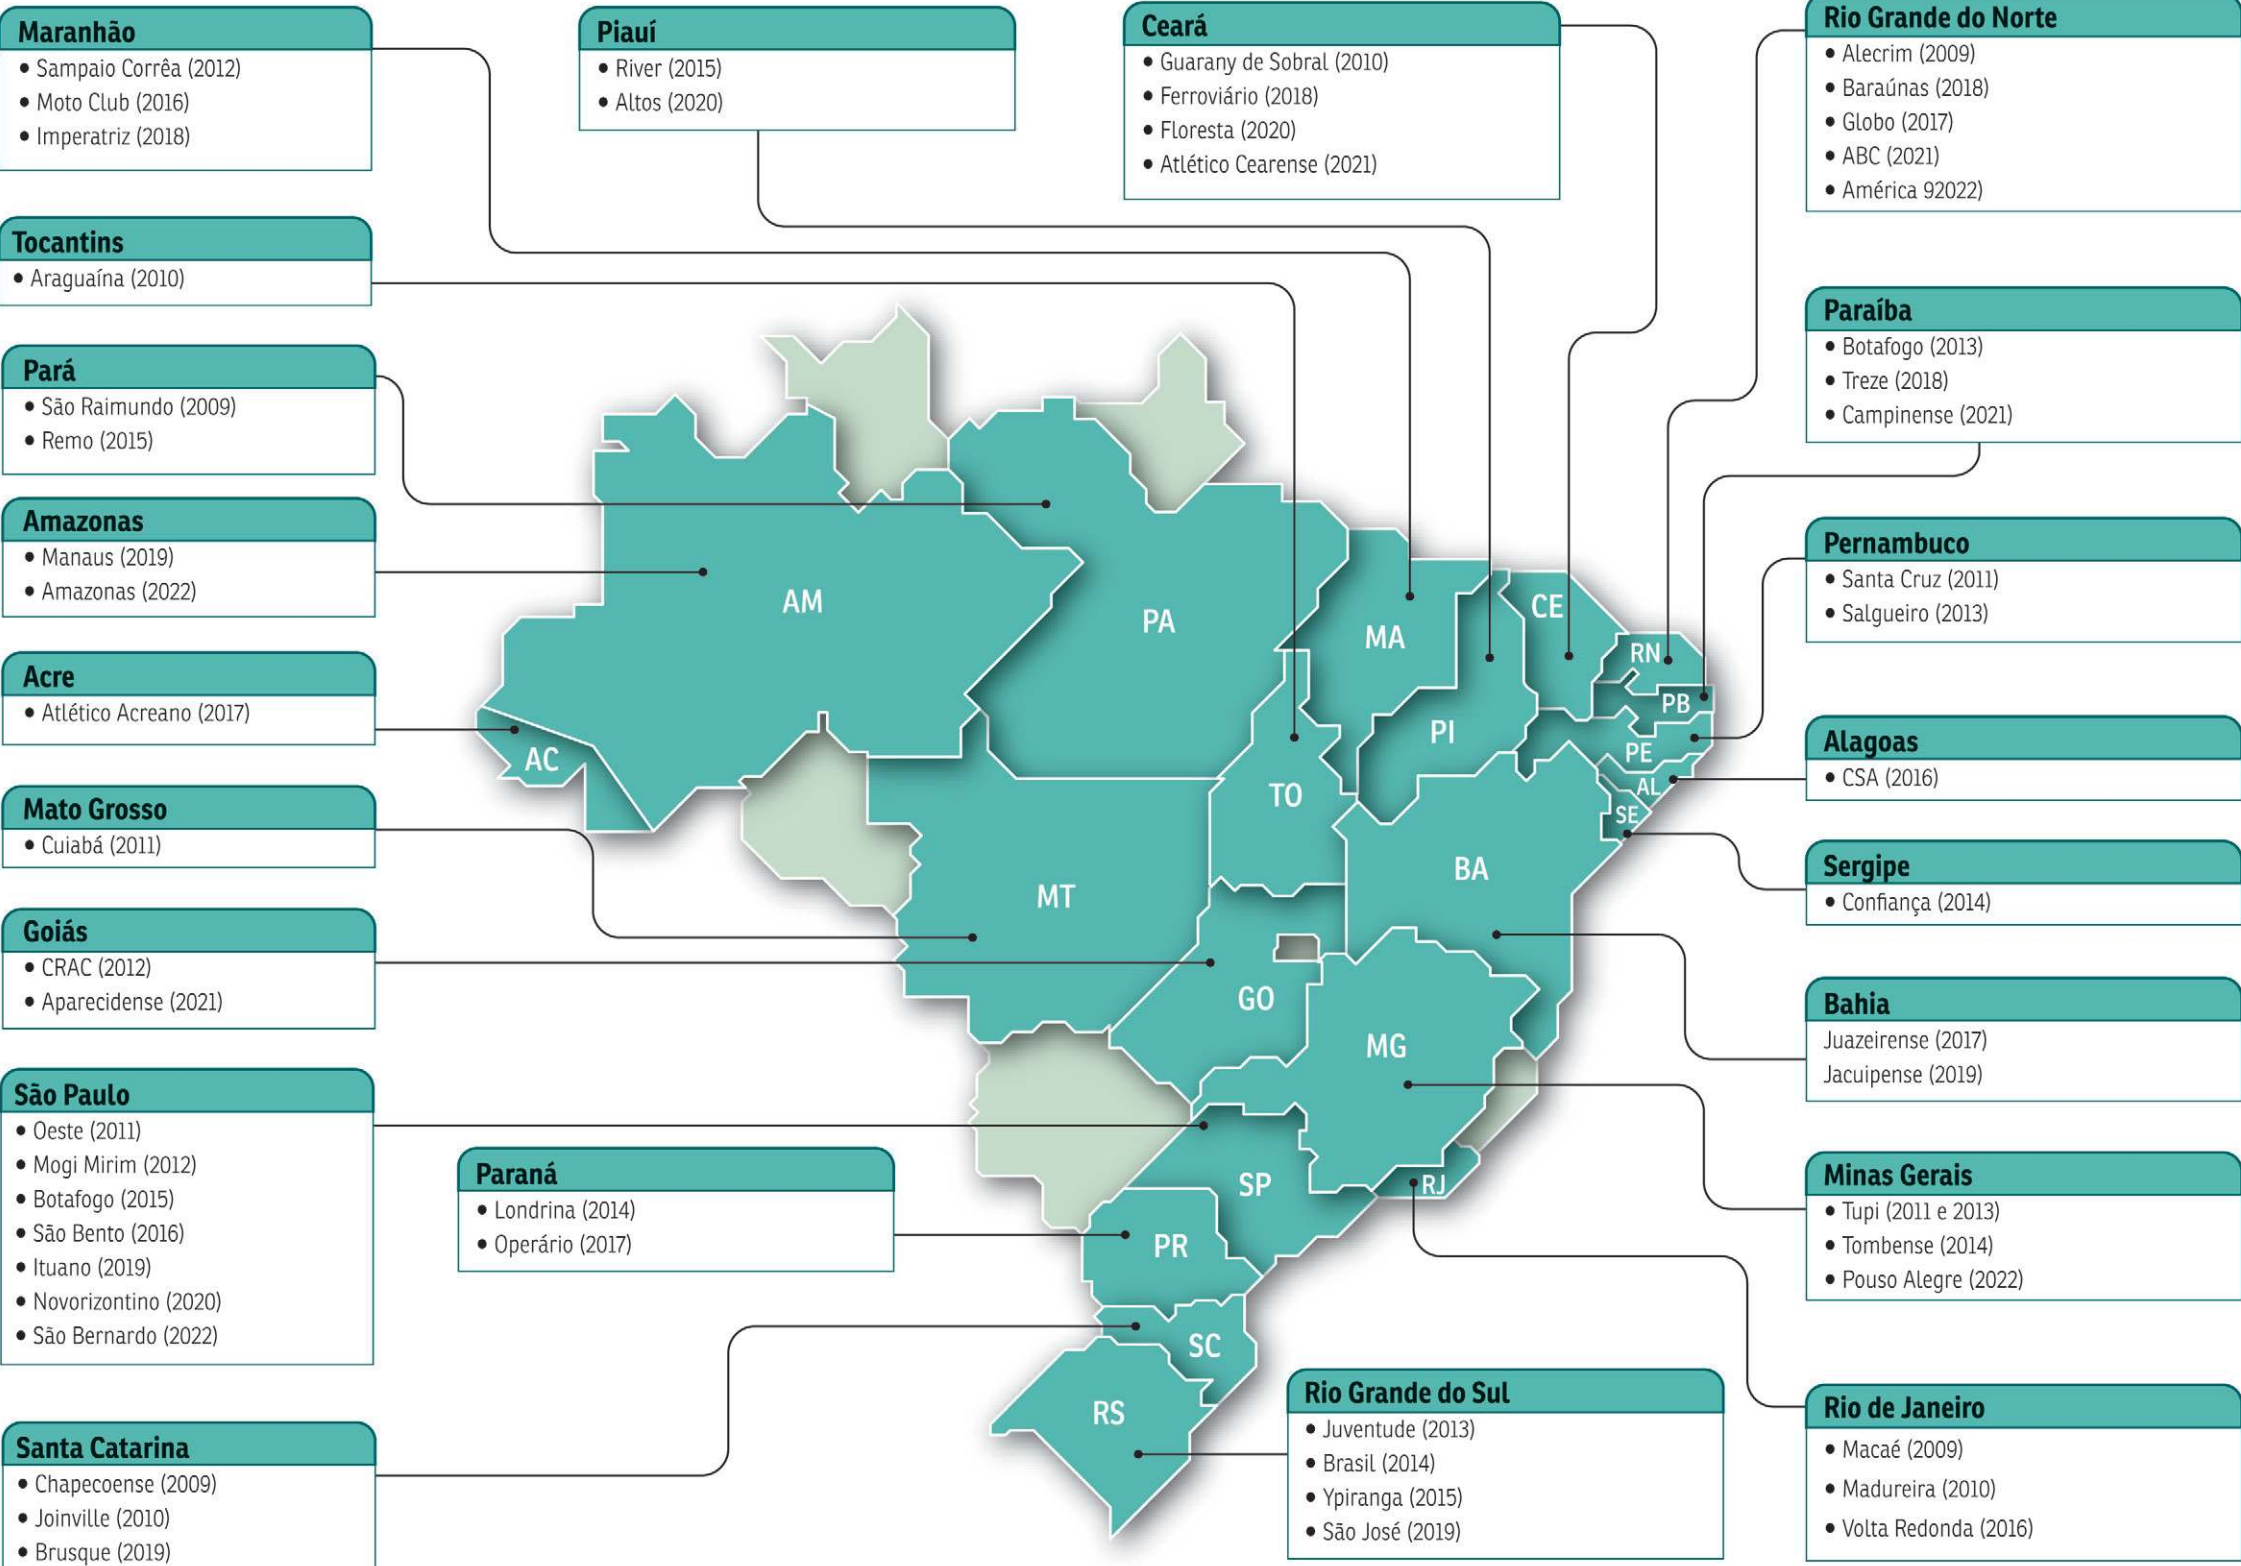 Maranhão
• Sampaio Corrêa (2012)
• Moto Club (2016)
• Imperatriz (2018)
Piauí
• River (2015)
• Altos (2020)
Ceará
• Guarany de Sobral (2010)
• Ferroviário (2018)
• Floresta (2020)
• Atlético Cearense (2021)
Rio Grande do Norte
• Alecrim (2009)
• Baraúnas (2018)
• Globo (2017)
• ABC (2021)
• América 92022)
Tocantins
• Araguaína (2010)
Pará
• São Raimundo (2009)
• Remo (2015)
Amazonas
• Manaus (2019)
• Amazonas (2022)
Acre
• Atlético Acreano (2017)
Mato Grosso
• Cuiabá (2011)
Goiás
• CRAC (2012)
• Aparecidense (2021)
São Paulo
• Oeste (2011)
• Mogi Mirim (2012)
• Botafogo (2015)
• São Bento (2016)
• Ituano (2019)
• Novorizontino (2020)
• São Bernardo (2022)
Santa Catarina
• Chapecoense (2009)
• Joinville (2010)
• Brusque (2019)
Paraná
• Londrina (2014)
• Operário (2017)
AM
PA
MA
CE
RN
PB
PI
PE
AL
SE
AC
TO
BA
MT
GO
MG
SP
RJ
PR
SC
RS
Paraíba
• Botafogo (2013)
• Treze (2018)
• Campinense (2021)
Pernambuco
• Santa Cruz (2011)
• Salgueiro (2013)
Alagoas
• CSA (2016)
Sergipe
• Confiança (2014)
Bahia
Juazeirense (2017)
Jacuipense (2019)
Minas Gerais
• Tupi (2011 e 2013)
• Tombense (2014)
• Pouso Alegre (2022)
Rio Grande do Sul
• Juventude (2013)
• Brasil (2014)
• Ypiranga (2015)
• São José (2019)
Rio de Janeiro
• Macaé (2009)
• Madureira (2010)
• Volta Redonda (2016)